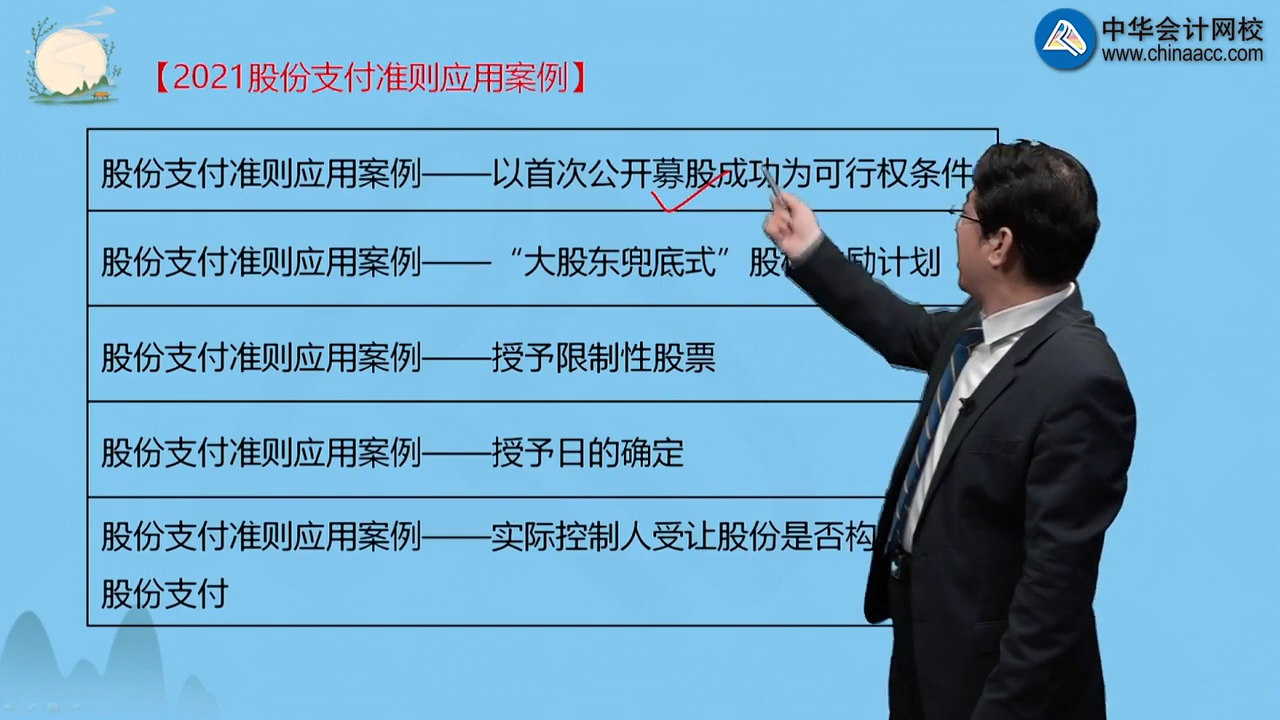 中华会计网校
www.chinaacc.com
【2021股份支付准则应用案例】
股份支付准则应用案例——以首次公开募股成功为可行权条件
股份支付准则应用案例——“大股东兜底式”股 励计划
股份支付准则应用案例——授予限制性股票
股份支付准则应用案例——授予日的确定
股份支付准则应用案例——实际控制人受让股份是否构
股份支付